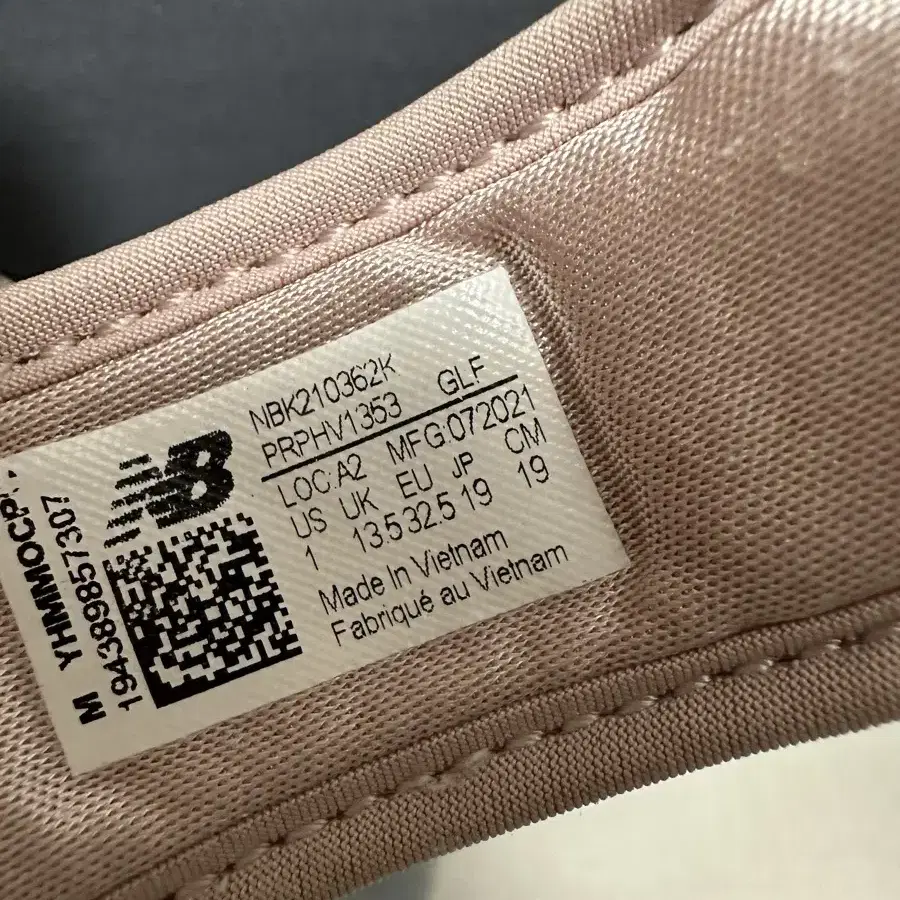 NBK210362K
PRPHV1353 GLF
LOC:A2 MFG:072021
US UK EU JP CM
1 13.5 32.5 19 19
Made In Vietnam
Fabriqué au Vietnam
NB
M
194389857307